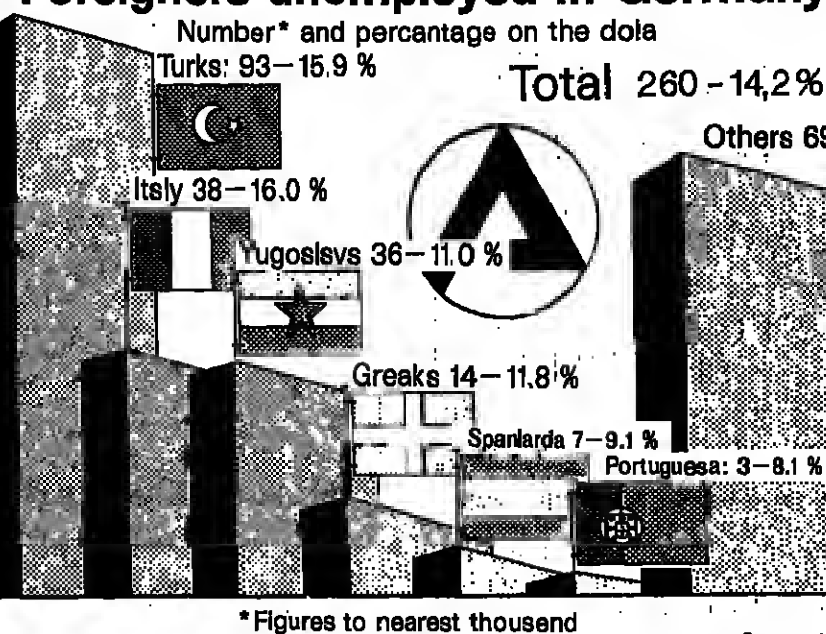 Foreigners unemployed in Germany
Number* and percantage on the dola
Turks: 93–15.9 %
Total 260 – 14,2%
Others 69
Itsly 38–16.0 %
Yugoslsvs 36–11.0 %
Greaks 14–11.8 %
Spanlarda 7–9.1 %
Portuguesa: 3–8.1 %
*Figures to nearest thousend